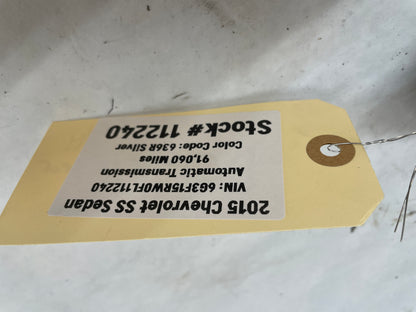 2015 Chevrolet SS Sedan
VIN: 6G3F15RW0FL112240
Automatic Transmission
91,060 Miles
Color Code: 636R Silver
Stock# 112240